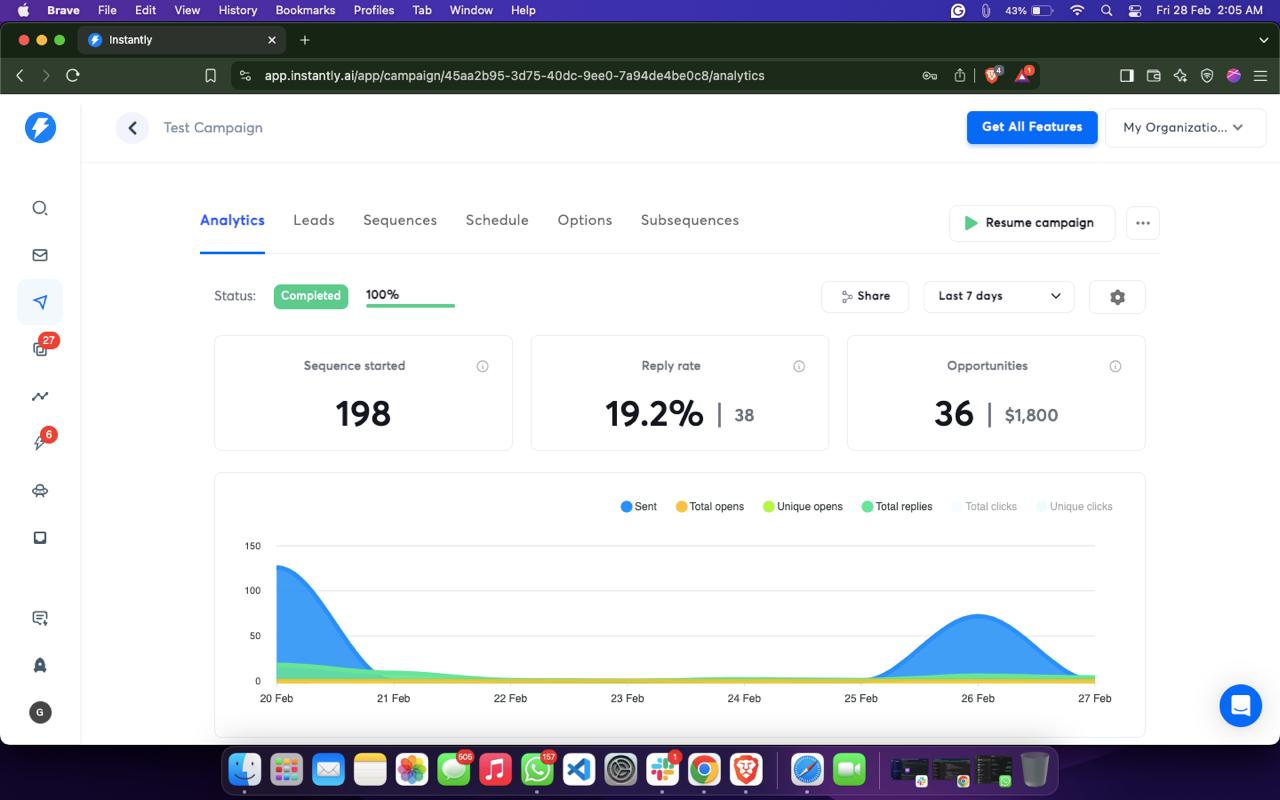 Brave File Edit View History Bookmarks Profiles Tab Window Help 43% Fri 28 Feb 2:05 AM
Instantly
app.instantly.ai/app/campaign/45aa2b95-3d75-40dc-9ee0-7a94de4be0c8/analytics 4 1
Test Campaign Get All Features My Organizatio...
Analytics Leads Sequences Schedule Options Subsequences Resume campaign
Status: Completed 100% Share Last 7 days
27
6
Sequence started Reply rate Opportunities
198 19.2% | 38 36 | $1,800
Sent Total opens Unique opens Total replies Total clicks Unique clicks
150
100
50
0
20 Feb 21 Feb 22 Feb 23 Feb 24 Feb 25 Feb 26 Feb 27 Feb
G
505 157 1